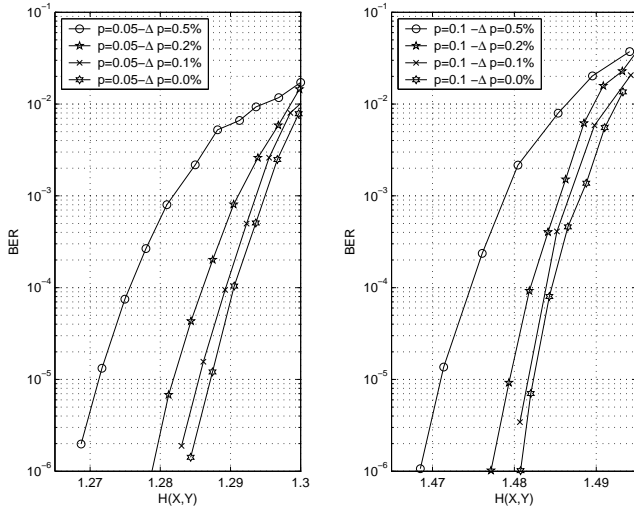 p=0.05−Δ p=0.5%
p=0.05−Δ p=0.2%
p=0.05−Δ p=0.1%
p=0.05−Δ p=0.0%
10⁻¹
10⁻²
10⁻³
10⁻⁴
10⁻⁵
10⁻⁶
BER
1.27
1.28
1.29
1.3
H(X,Y)
p=0.1 −Δ p=0.5%
p=0.1 −Δ p=0.2%
p=0.1 −Δ p=0.1%
p=0.1 −Δ p=0.0%
10⁻¹
10⁻²
10⁻³
10⁻⁴
10⁻⁵
10⁻⁶
BER
1.47
1.48
1.49
H(X,Y)